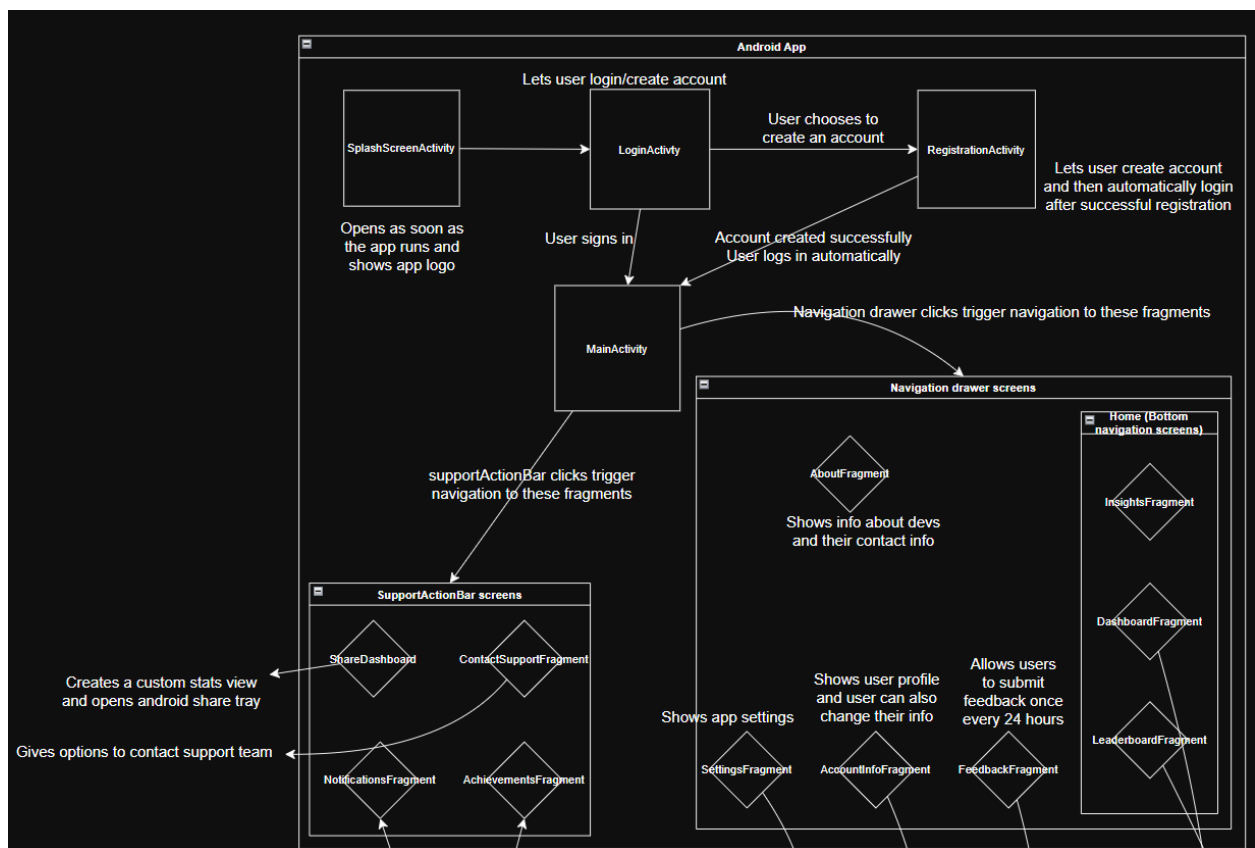 Android App
Lets user login/create account
SplashScreenActivity
LoginActivty
User chooses to
create an account
RegistrationActivity
Lets user create account
and then automatically login
after successful registration
Opens as soon as
the app runs and
shows app logo
User signs in
Account created successfully
User logs in automatically
MainActivity
Navigation drawer clicks trigger navigation to these fragments
Navigation drawer screens
Home (Bottom
navigation screens)
AboutFragment
Shows info about devs
and their contact info
InsightsFragment
DashboardFragment
LeaderboardFragment
supportActionBar clicks trigger
navigation to these fragments
SupportActionBar screens
ShareDashboard
ContactSupportFragment
Creates a custom stats view
and opens android share tray
Gives options to contact support team
NotificationsFragment
AchievementsFragment
Shows app settings
SettingsFragment
Shows user profile
and user can also
change their info
AccountInfoFragment
Allows users
to submit
feedback once
every 24 hours
FeedbackFragment